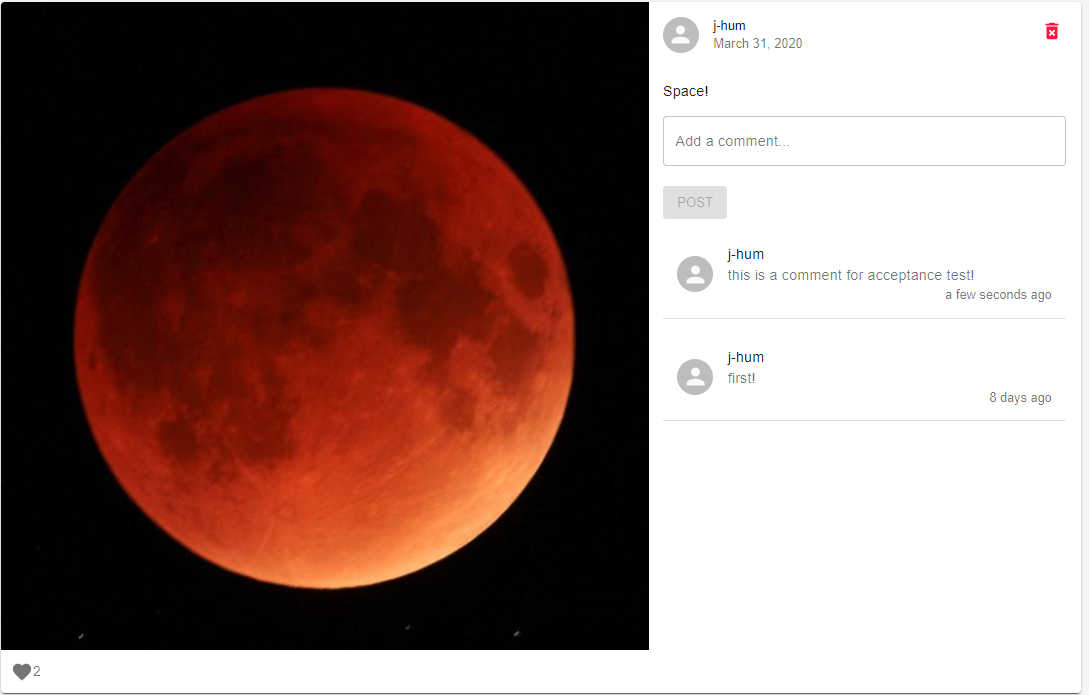 j-hum
March 31, 2020
Space!
Add a comment...
POST
j-hum
this is a comment for acceptance test!
a few seconds ago
j-hum
first!
8 days ago
2